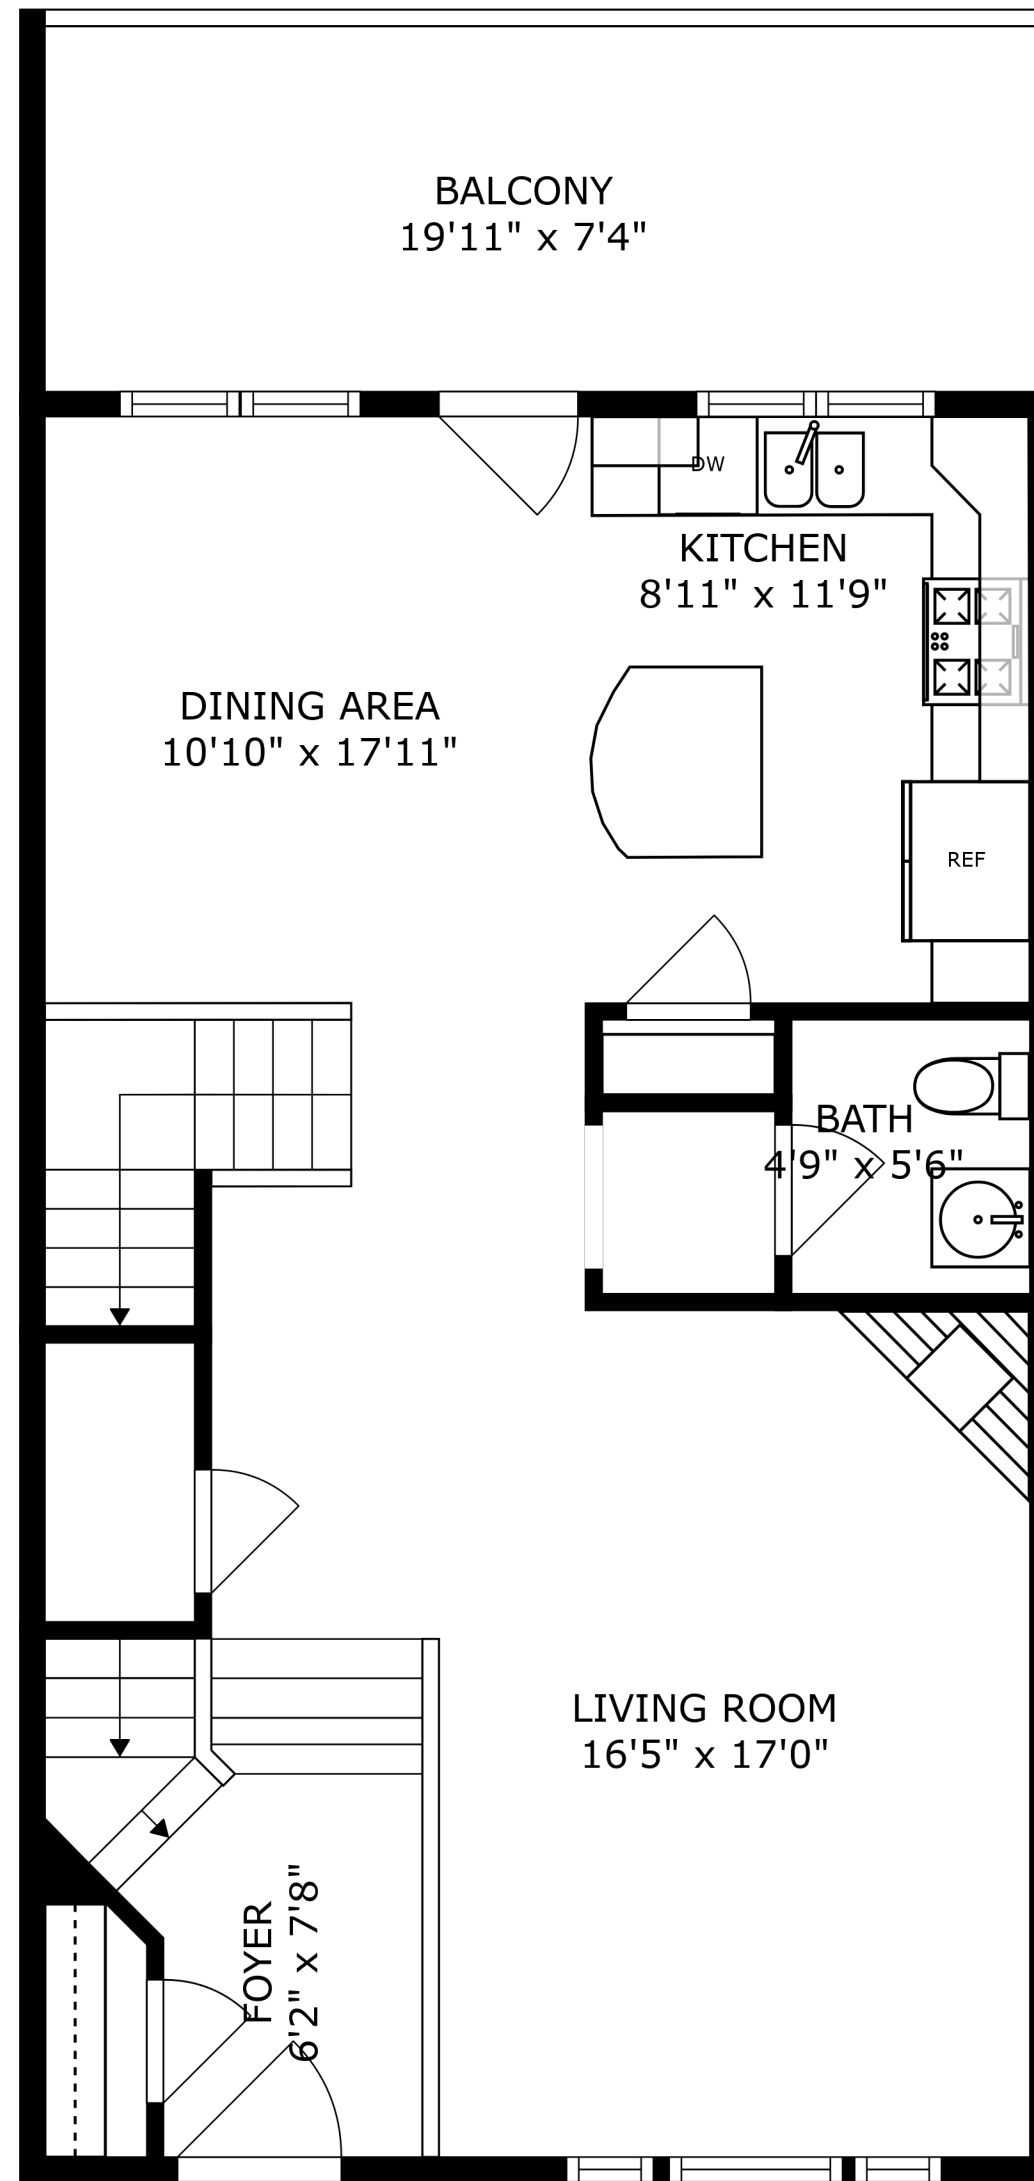 BALCONY
19'11" x 7'4"
DW
KITCHEN
8'11" x 11'9"
DINING AREA
10'10" x 17'11"
REF
BATH
4'9" x 5'6"
LIVING ROOM
16'5" x 17'0"
FOYER
6'2" x 7'8"